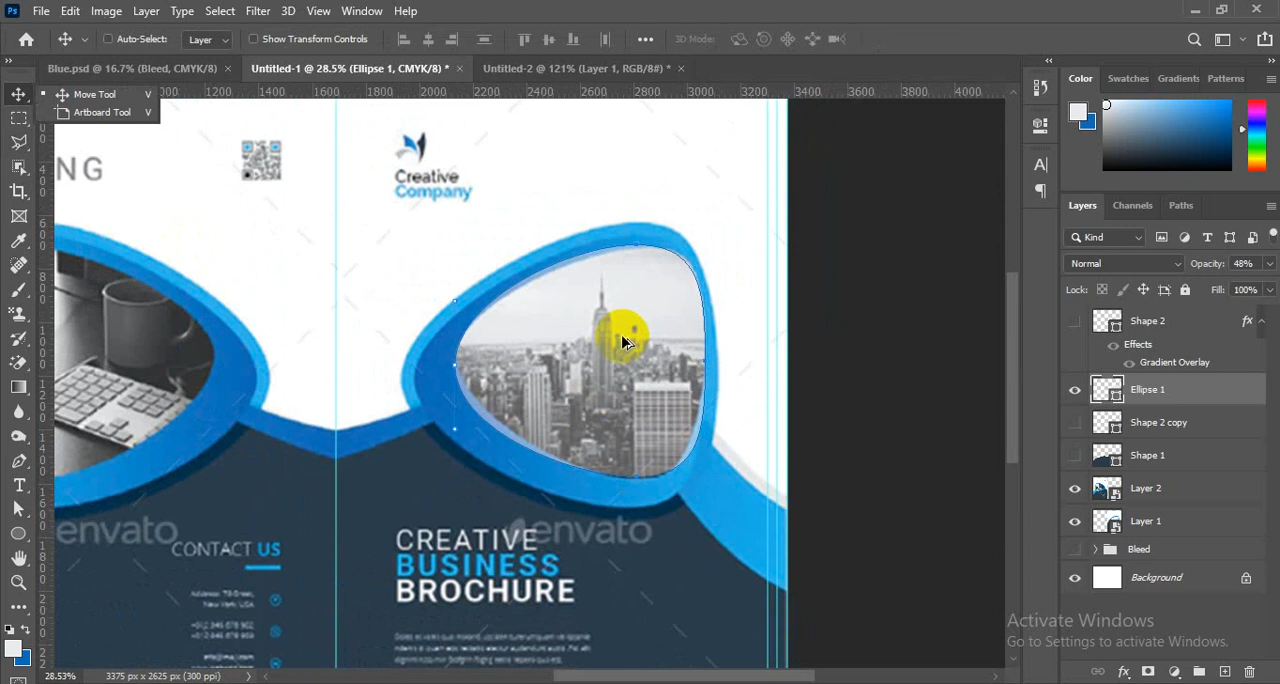 Ps File Edit Image Layer Type Select Filter 3D View Window Help
Auto-Select: Layer Show Transform Controls 3D Mode:
Blue.psd @ 16.7% (Bleed, CMYK/8) × Untitled-1 @ 28.5% (Ellipse 1, CMYK/8) * × Untitled-2 @ 121% (Layer 1, RGB/8#) * ×
Move Tool V
Artboard Tool V
1200 1400 1600 1800 2000 2200 2400 2600 2800 3000 3200 3400 3600 3800 4000
NG
Creative
Company
envato
envato
CONTACT US
CREATIVE
BUSINESS
BROCHURE
Color Swatches Gradients Patterns
Layers Channels Paths
Kind
Normal Opacity: 48%
Lock: Fill: 100%
Shape 2 fx
Effects
Gradient Overlay
Ellipse 1
Shape 2 copy
Shape 1
Layer 2
Layer 1
Bleed
Background
Activate Windows
Go to Settings to activate Windows.
28.53% 3375 px x 2625 px (300 ppi)